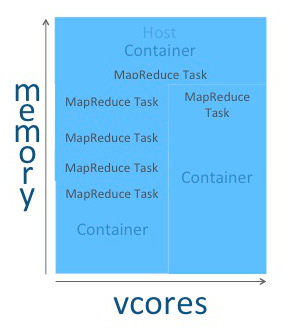 Host
Container
MapReduce Task
MapReduce Task
MapReduce Task
MapReduce Task
MapReduce Task
Container
MapReduce
Task
Container
memory
vcores